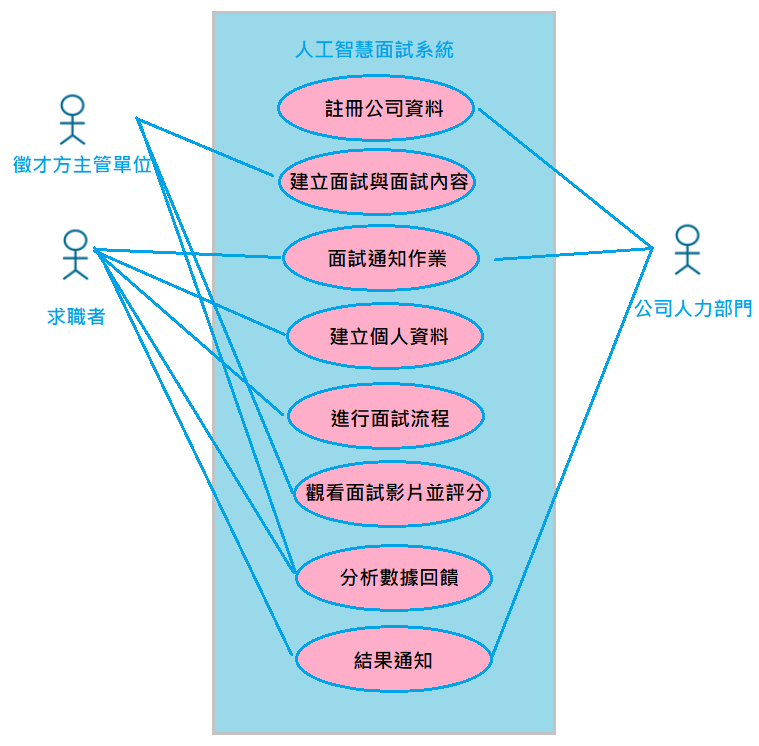 人工智慧面試系統
註冊公司資料
徵才方主管單位
建立面試與面試內容
面試通知作業
求職者
公司人力部門
建立個人資料
進行面試流程
觀看面試影片並評分
分析數據回饋
結果通知